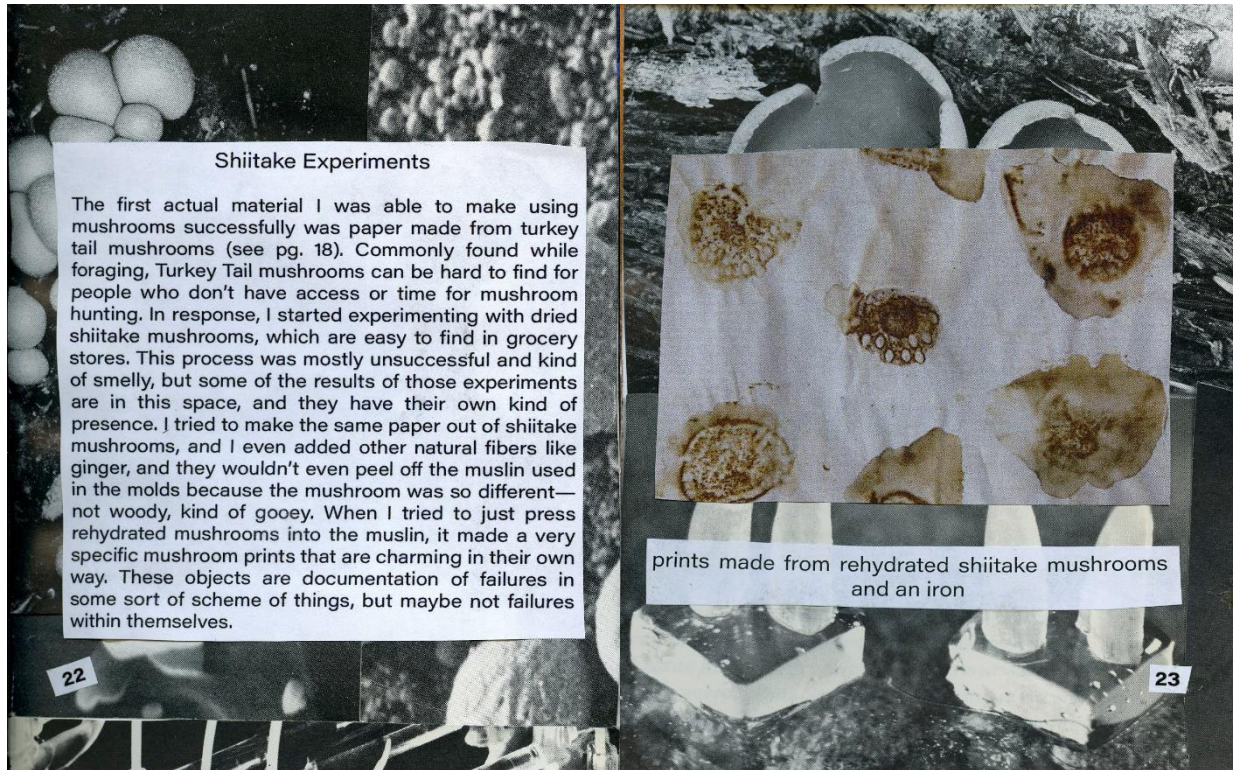 Shiitake Experiments
The first actual material I was able to make using
mushrooms successfully was paper made from turkey
tail mushrooms (see pg. 18). Commonly found while
foraging, Turkey Tail mushrooms can be hard to find for
people who don't have access or time for mushroom
hunting. In response, I started experimenting with dried
shiitake mushrooms, which are easy to find in grocery
stores. This process was mostly unsuccessful and kind
of smelly, but some of the results of those experiments
are in this space, and they have their own kind of
presence. I tried to make the same paper out of shiitake
mushrooms, and I even added other natural fibers like
ginger, and they wouldn't even peel off the muslin used
in the molds because the mushroom was so different—
not woody, kind of gooey. When I tried to just press
rehydrated mushrooms into the muslin, it made a very
specific mushroom prints that are charming in their own
way. These objects are documentation of failures in
some sort of scheme of things, but maybe not failures
within themselves.
22
prints made from rehydrated shiitake mushrooms
and an iron
23